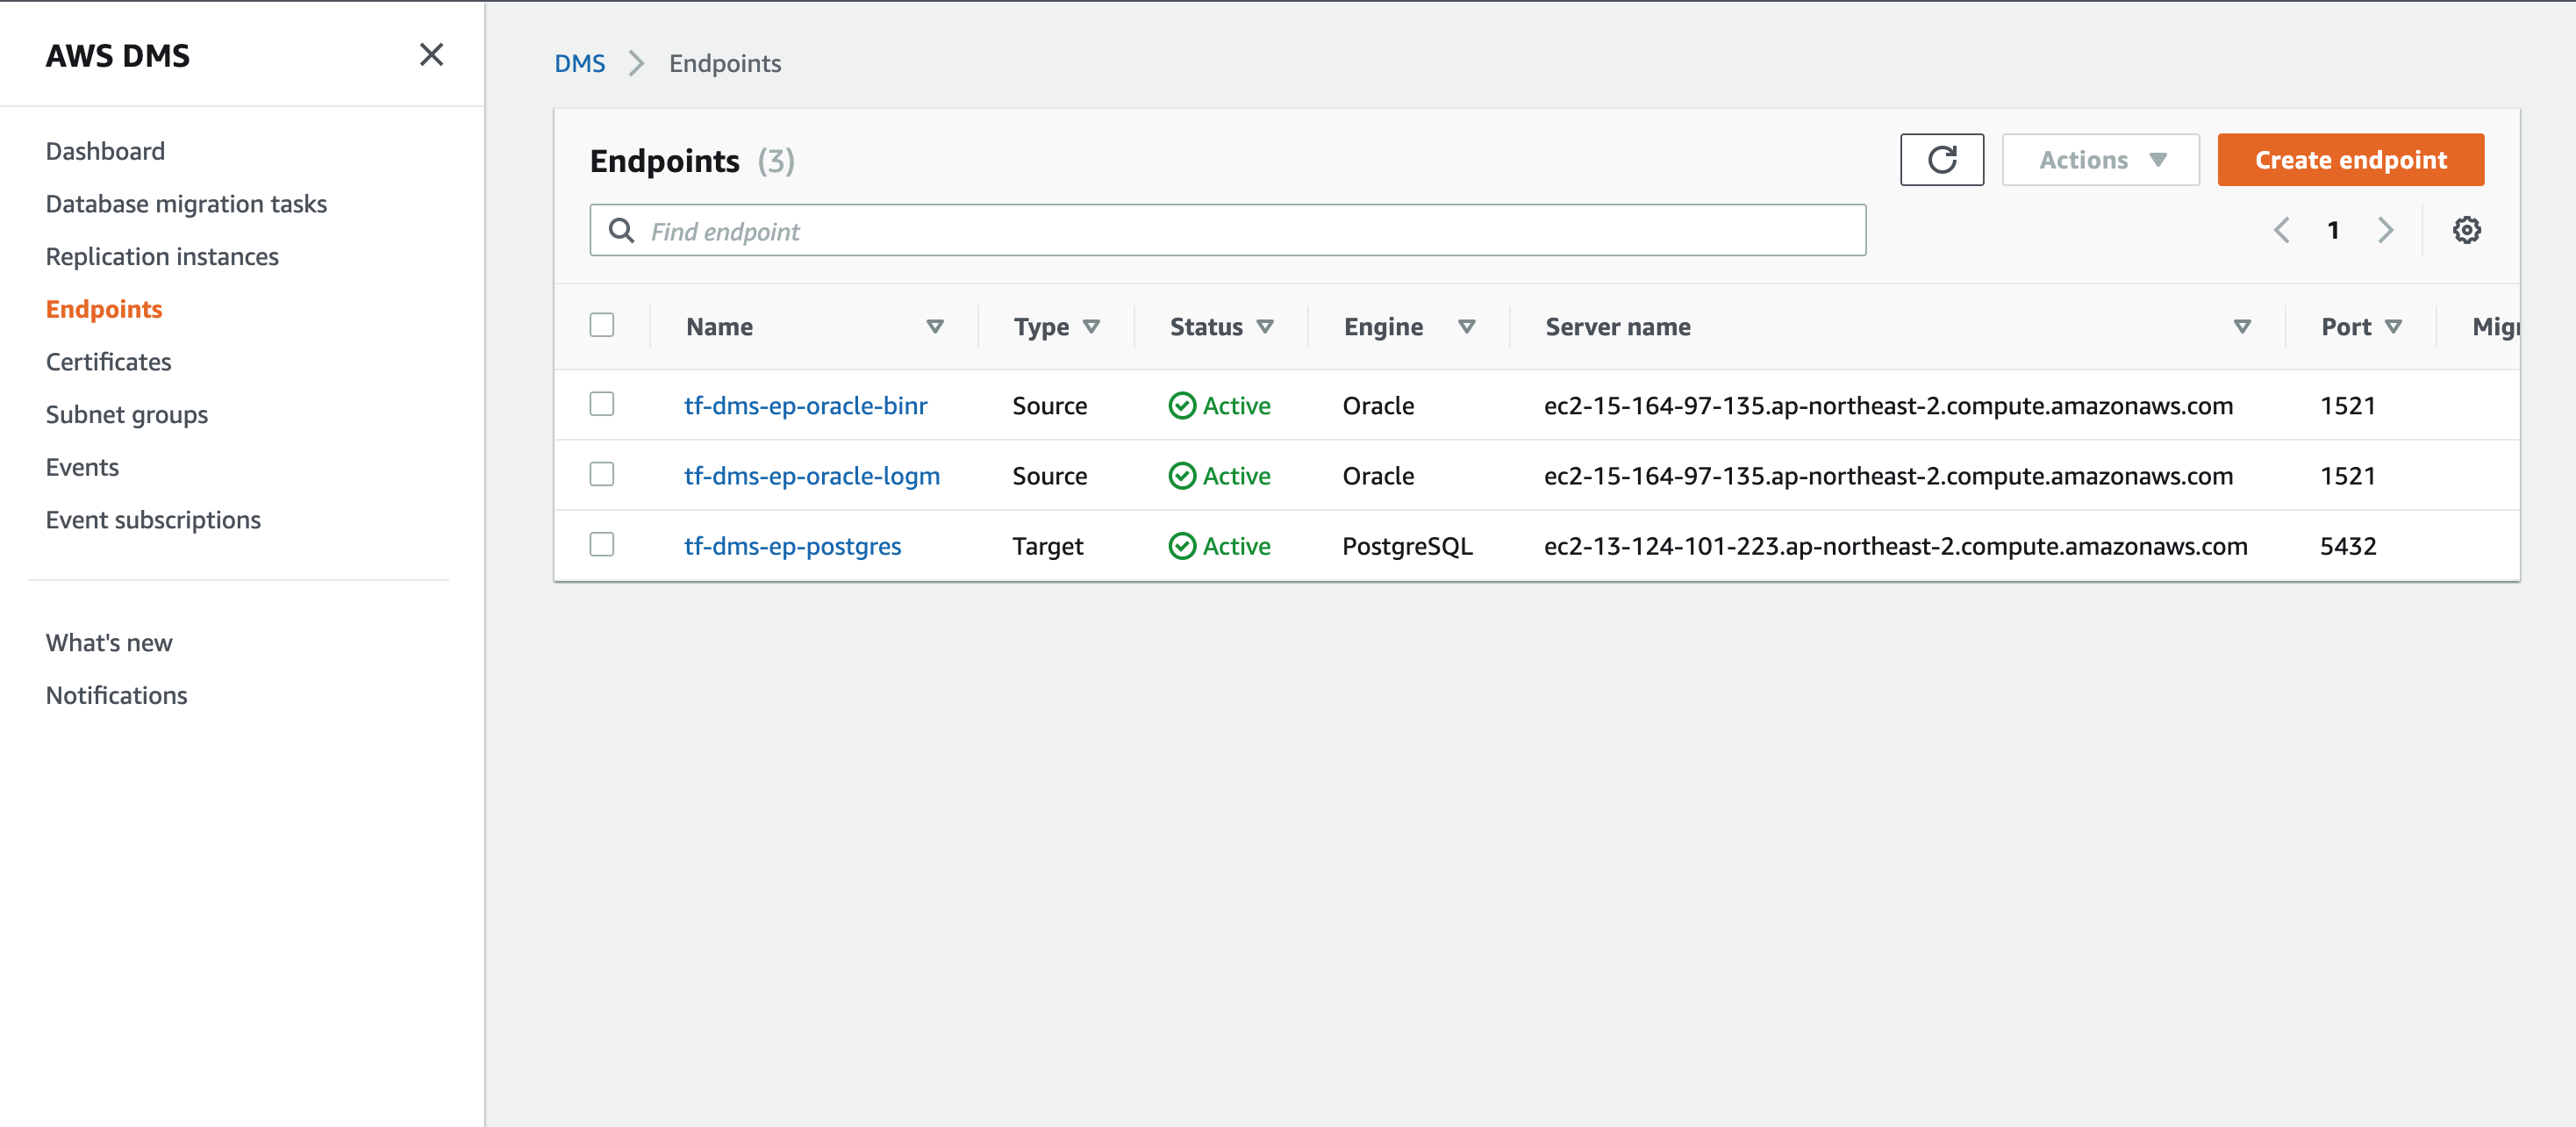 AWS DMS
Dashboard
Database migration tasks
Replication instances
Endpoints
Certificates
Subnet groups
Events
Event subscriptions
What's new
Notifications
DMS Endpoints
Endpoints (3)
Actions
Create endpoint
Find endpoint
1
Name Type Status Engine Server name Port Migr
tf-dms-ep-oracle-binr Source Active Oracle ec2-15-164-97-135.ap-northeast-2.compute.amazonaws.com 1521
tf-dms-ep-oracle-logm Source Active Oracle ec2-15-164-97-135.ap-northeast-2.compute.amazonaws.com 1521
tf-dms-ep-postgres Target Active PostgreSQL ec2-13-124-101-223.ap-northeast-2.compute.amazonaws.com 5432